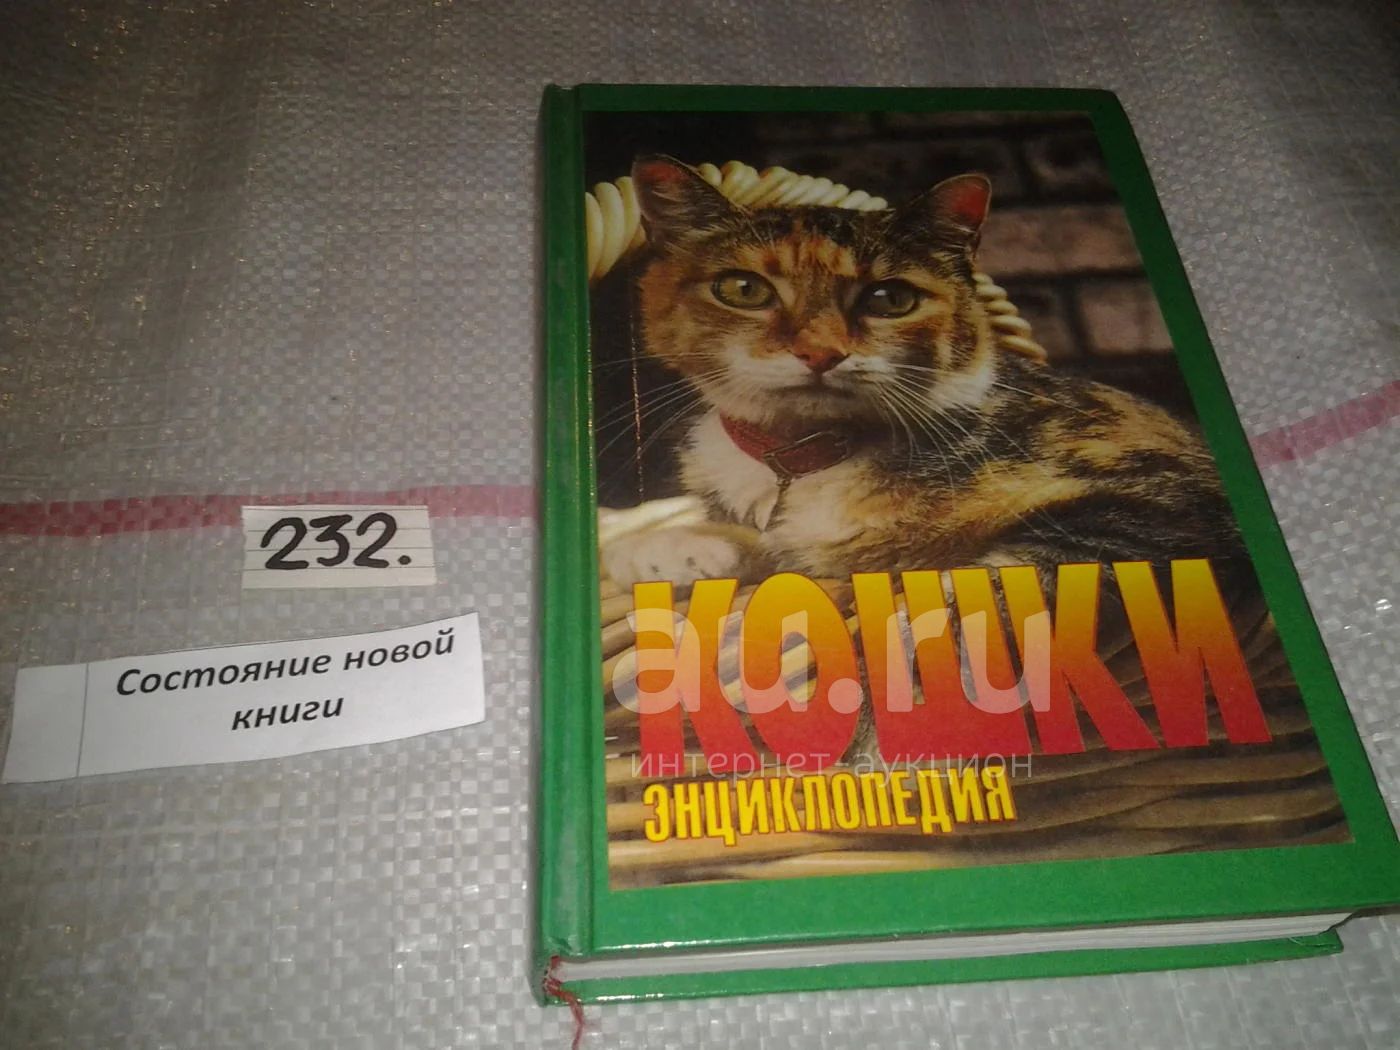 232.
Состояние новой
книги
КОШКИ
au.ru
интернет-аукцион
ЭНЦИКЛОПЕДИЯ